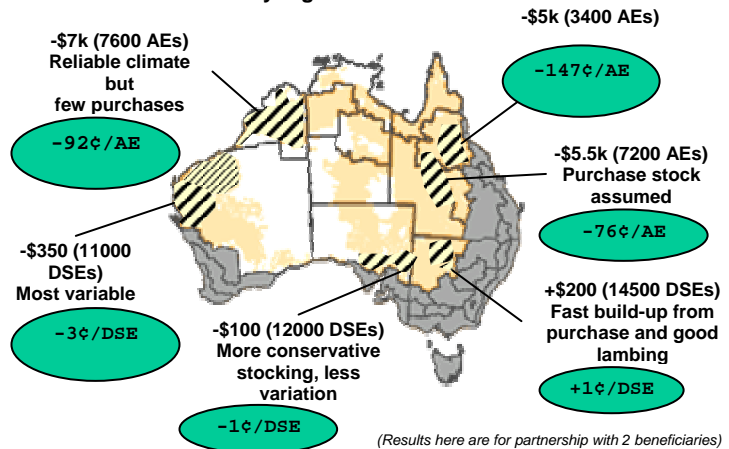 -$7k (7600 AEs)
Reliable climate
but
few purchases
-92¢/AE
-$5k (3400 AEs)
-147¢/AE
-$5.5k (7200 AEs)
Purchase stock
assumed
-76¢/AE
-$350 (11000
DSEs)
Most variable
-3¢/DSE
-$100 (12000 DSEs)
More conservative
stocking, less
variation
-1¢/DSE
+$200 (14500 DSEs)
Fast build-up from
purchase and good
lambing
+1¢/DSE
(Results here are for partnership with 2 beneficiaries)